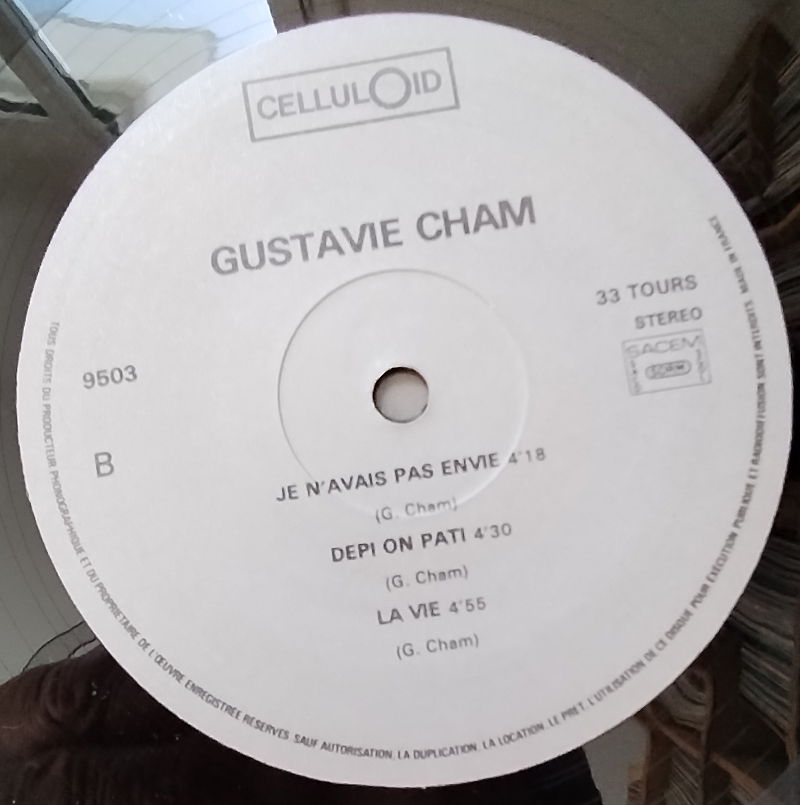 CELLULOID
GUSTAVIE CHAM
33 TOURS
STEREO
SACEM
9503
B
JE N'AVAIS PAS ENVIE 4'18
(G. Cham)
DEPI ON PATI 4'30
(G. Cham)
LA VIE 4'55
(G. Cham)
TOUS DROITS DU PRODUCTEUR PHONOGRAPHIQUE ET DU PROPRIETAIRE DE L'ŒUVRE ENREGISTREE RESERVES. SAUF AUTORISATION, LA DUPLICATION, LA LOCATION, LE PRET, L'UTILISATION DE CE DISQUE POUR EXECUTION PUBLIQUE ET RADIODIFFUSION SONT INTERDITS. MADE IN FRANCE